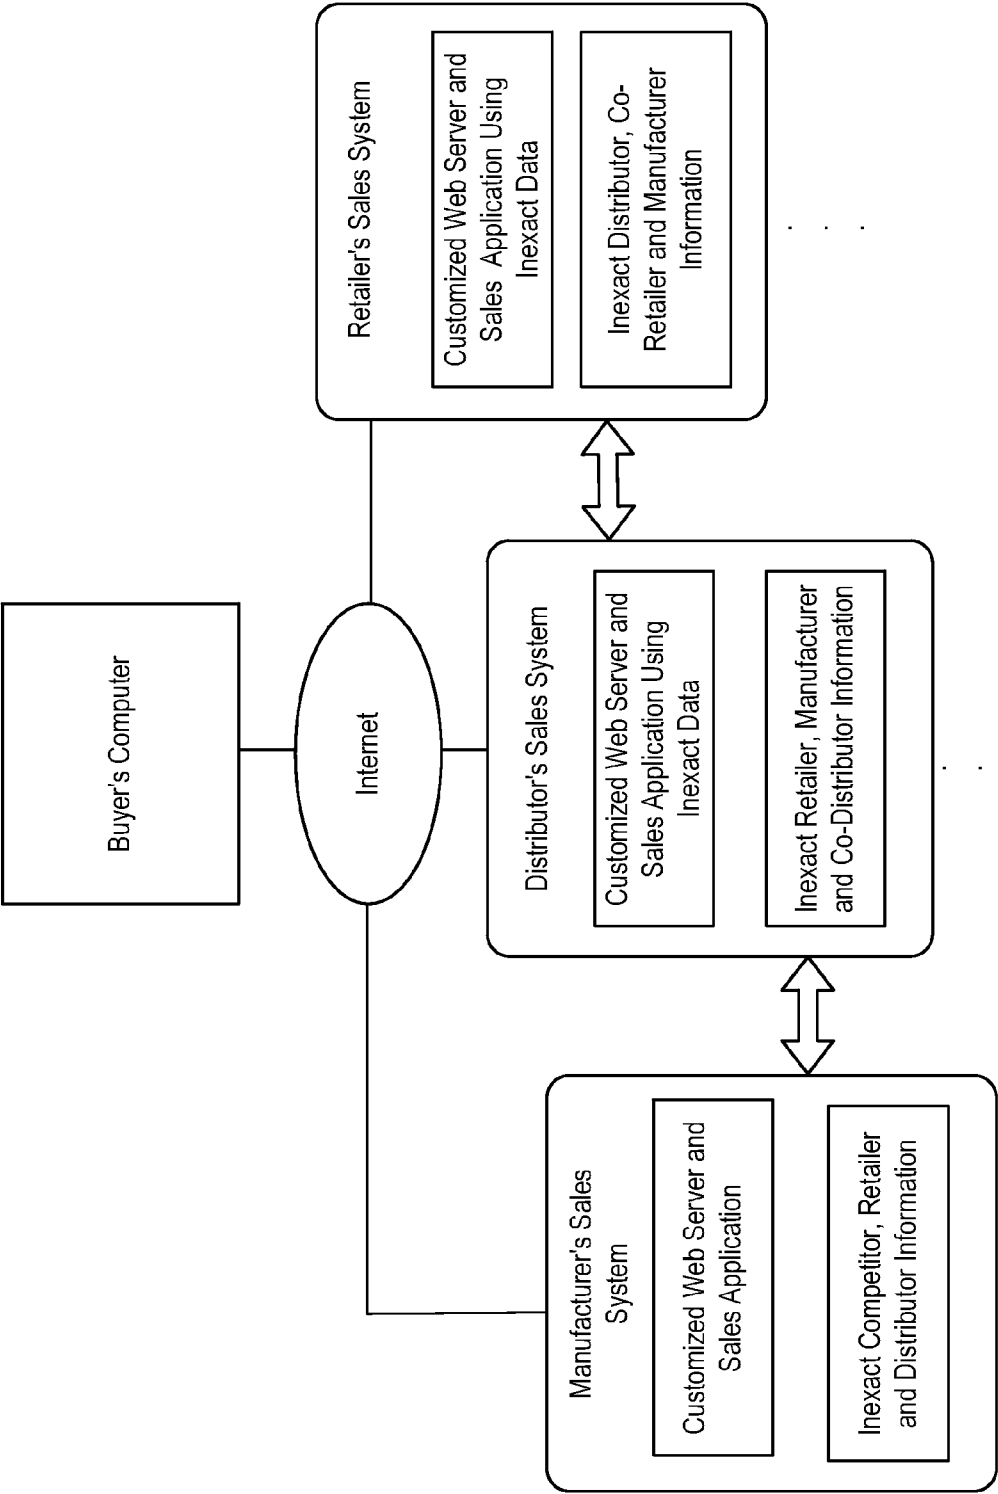 Buyer's Computer
Internet
Manufacturer's Sales
System
Customized Web Server and
Sales Application
Inexact Competitor, Retailer
and Distributor Information
Distributor's Sales System
Customized Web Server and
Sales Application Using
Inexact Data
Inexact Retailer, Manufacturer
and Co-Distributor Information
Retailer's Sales System
Customized Web Server and
Sales Application Using
Inexact Data
Inexact Distributor, Co-
Retailer and Manufacturer
Information